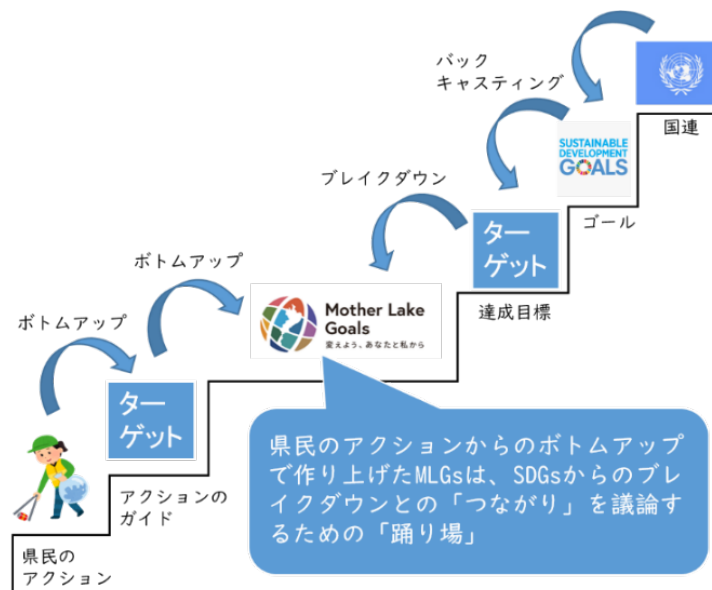 バック
キャスティング
国連
SUSTAINABLE
DEVELOPMENT
GOALS
ゴール
ブレイクダウン
ター
ゲット
達成目標
ボトムアップ
Mother Lake
Goals
変えよう、あなたと私から
ボトムアップ
ター
ゲット
アクションの
ガイド
県民の
アクション
県民のアクションからのボトムアップ
で作り上げたMLGsは、SDGsからのブレ
イクダウンとの「つながり」を議論す
るための「踊り場」